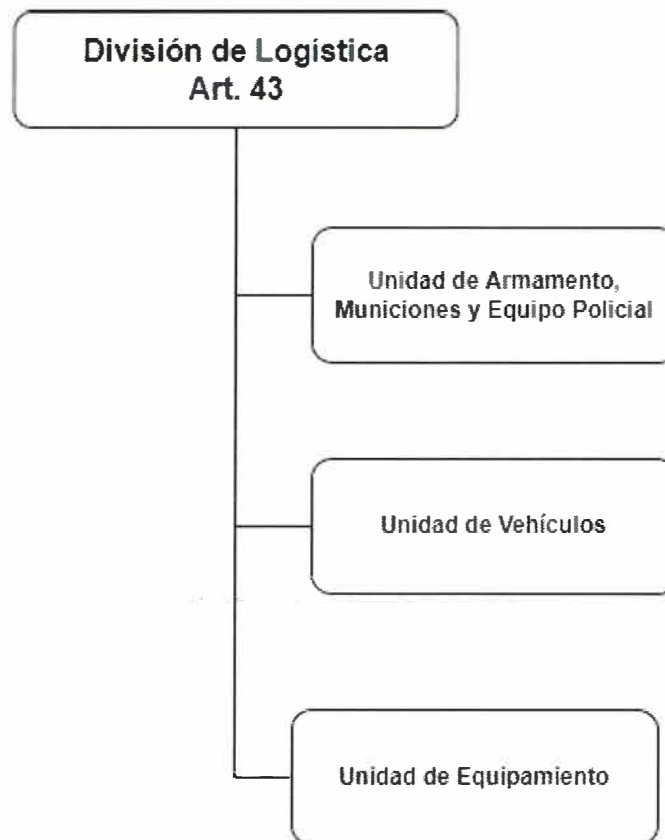 División de Logística
Art. 43
Unidad de Armamento,
Municiones y Equipo Policial
Unidad de Vehículos
Unidad de Equipamiento